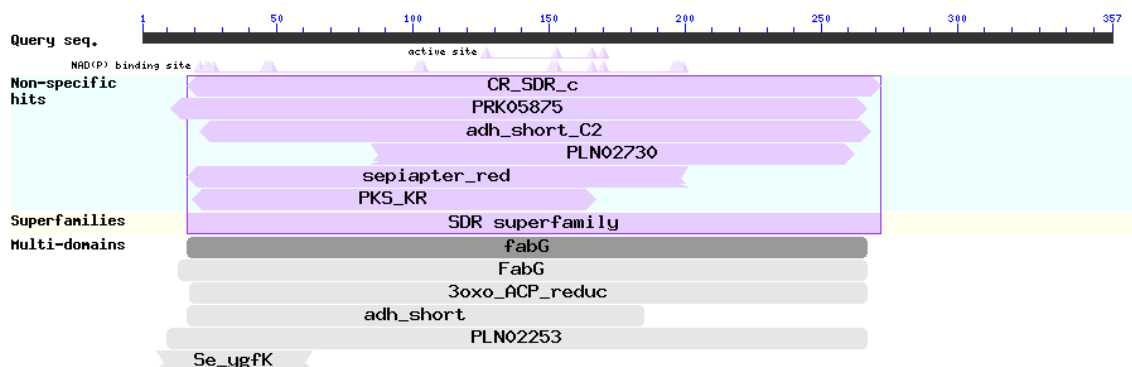 1 50 100 150 200 250 300 357
Query seq.
active site
NAD(P) binding site
Non-specific
hits
CR_SDR_c
PRK05875
adh_short_C2
PLN02730
sepiapter_red
PKS_KR
Superfamilies
SDR superfamily
Multi-domains
fabG
FabG
3oxo_ACP_reduc
adh_short
PLN02253
Se_ygfK